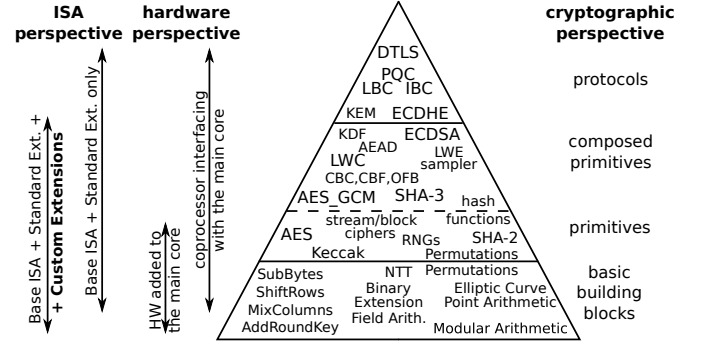 ISA
perspective
hardware
perspective
cryptographic
perspective
Base ISA + Standard Ext. +
+ Custom Extensions
Base ISA + Standard Ext. only
HW added to
the main core
coprocessor interfacing
with the main core
DTLS
PQC
LBC IBC
KEM ECDHE
KDF ECDSA
AEAD
LWC LWE
sampler
CBC,CBF,OFB
AES_GCM SHA-3
hash
functions
stream/block
ciphers
AES RNGs SHA-2
Keccak Permutations
SubBytes NTT Permutations
ShiftRows Binary Elliptic Curve
MixColumns Extension Point Arithmetic
AddRoundKey Field Arith.
Modular Arithmetic
protocols
composed
primitives
primitives
basic
building
blocks